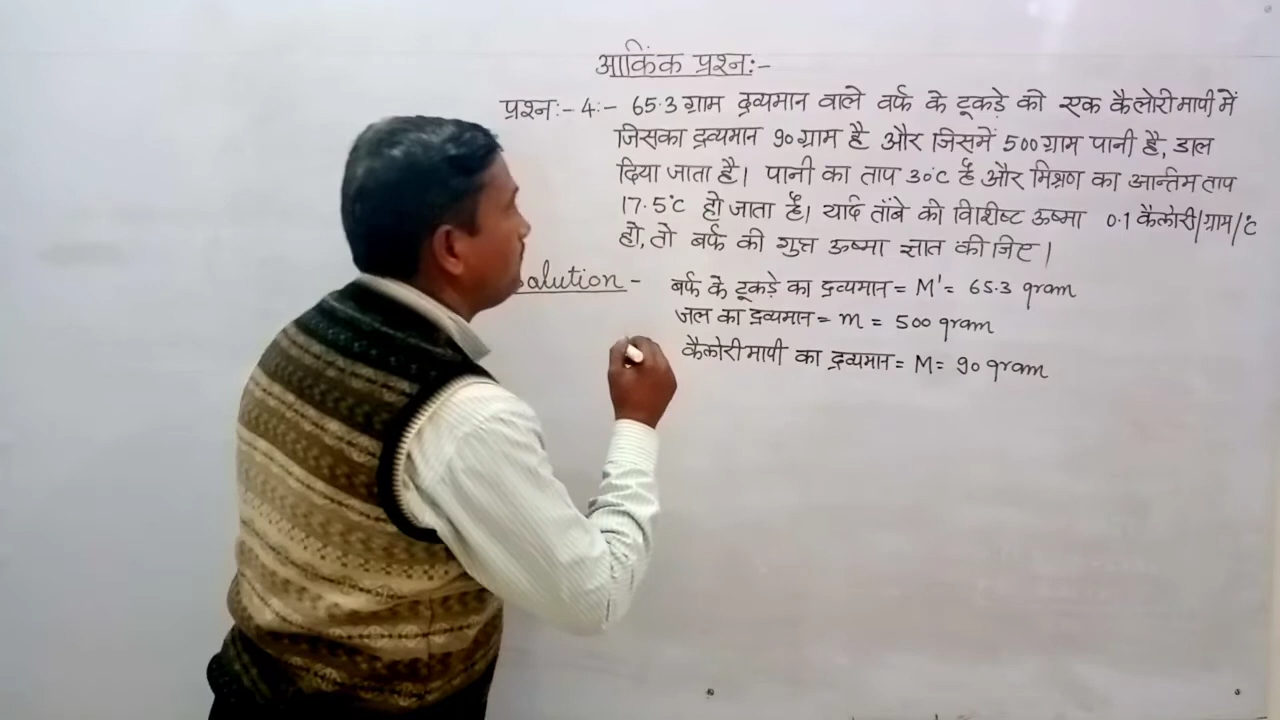 आकिंक प्रश्न:-
प्रश्न:- 4:- 65.3 ग्राम द्रव्यमान वाले बर्फ के टूकड़े को एक कैलोरीमापी में
जिसका द्रव्यमान 90 ग्राम है और जिसमें 500 ग्राम पानी है, डाल
दिया जाता है। पानी का ताप 30°C है और मिश्रण का अन्तिम ताप
17.5°C हो जाता है। यदि ताँबे की विशिष्ट ऊष्मा 0.1 कैलोरी/ग्राम/°C
हो, तो बर्फ की गुप्त ऊष्मा ज्ञात कीजिए।
Solution - बर्फ के टूकड़े का द्रव्यमान = M' = 65.3 gram
जल का द्रव्यमान = m = 500 gram
कैलोरीमापी का द्रव्यमान = M = 90 gram